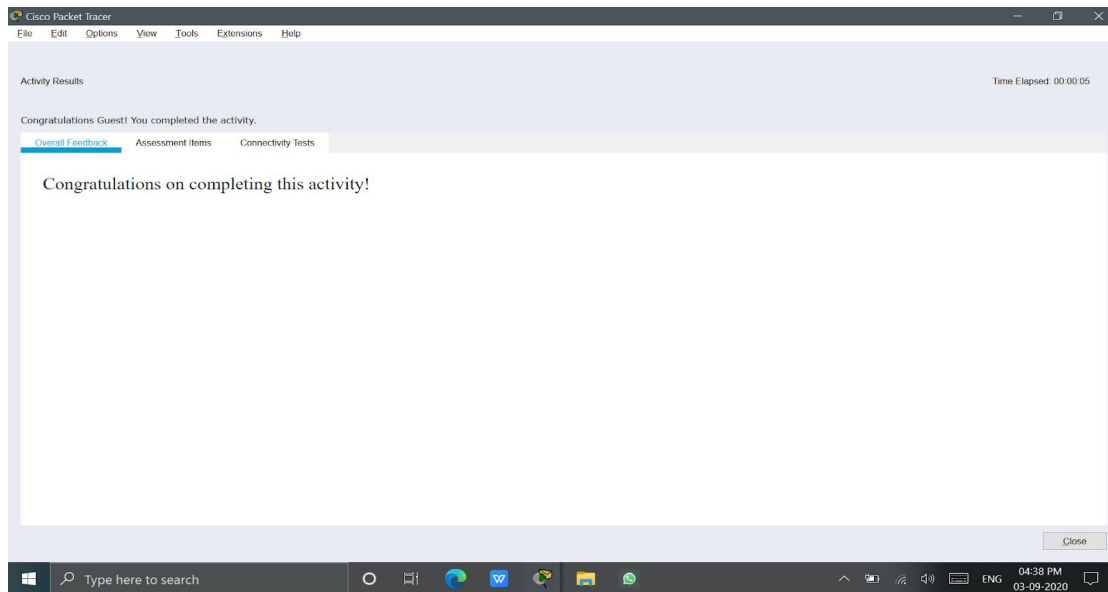 Cisco Packet Tracer
File Edit Options View Tools Extensions Help
Activity Results
Time Elapsed: 00:00:05
Congratulations Guest! You completed the activity.
Overall Feedback Assessment Items Connectivity Tests
Congratulations on completing this activity!
Close
Type here to search
W
ENG
04:38 PM
03-09-2020